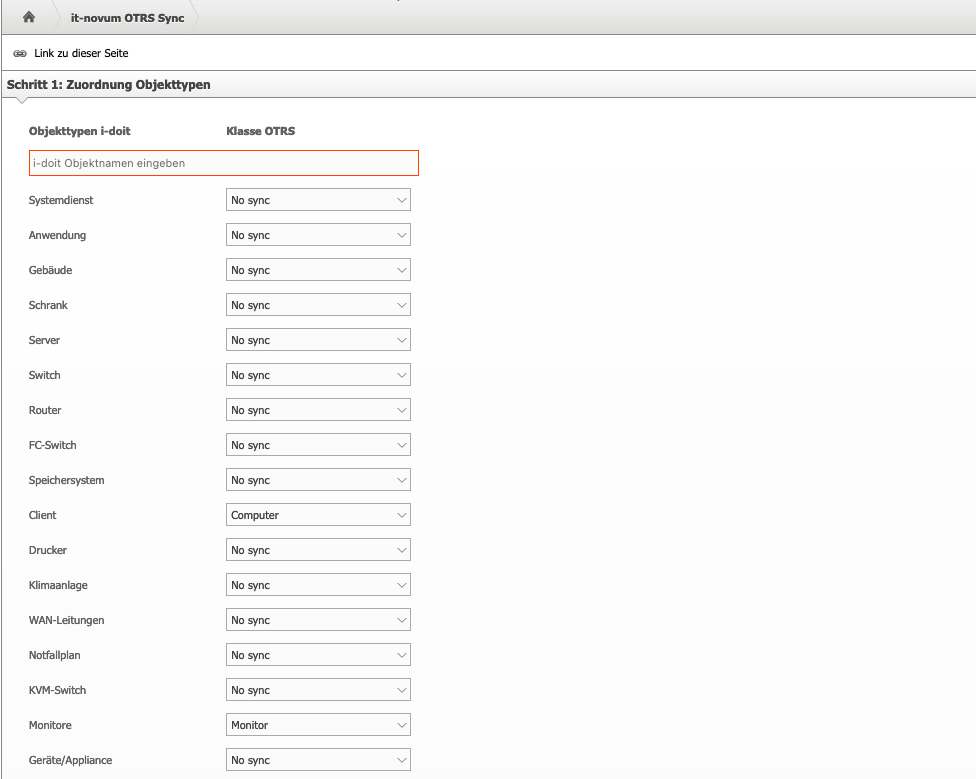 it-novum OTRS Sync
Link zu dieser Seite
Schritt 1: Zuordnung Objekttypen
Objekttypen i-doit Klasse OTRS
i-doit Objektnamen eingeben
Systemdienst No sync
Anwendung No sync
Gebäude No sync
Schrank No sync
Server No sync
Switch No sync
Router No sync
FC-Switch No sync
Speichersystem No sync
Client Computer
Drucker No sync
Klimaanlage No sync
WAN-Leitungen No sync
Notfallplan No sync
KVM-Switch No sync
Monitore Monitor
Geräte/Appliance No sync